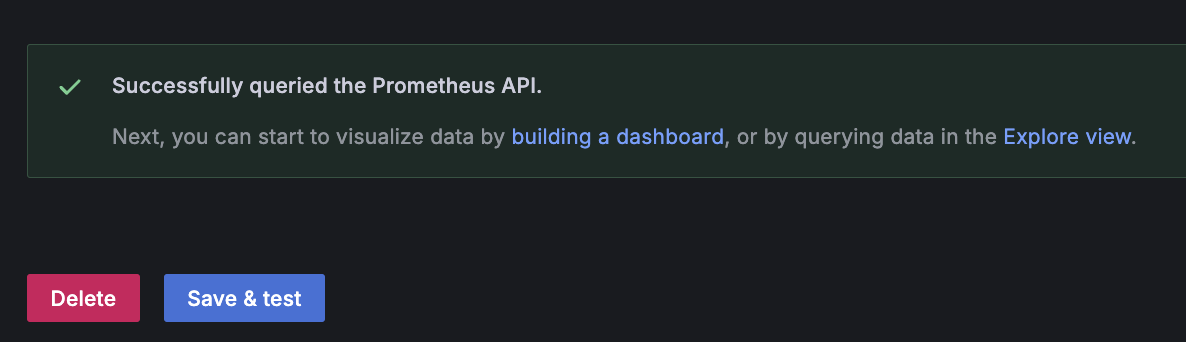 Successfully queried the Prometheus API.
Next, you can start to visualize data by building a dashboard, or by querying data in the Explore view.
Delete
Save & test